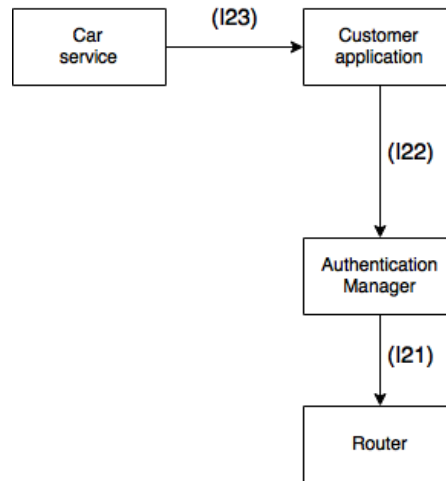 (I23)
Car
service
Customer
application
(I22)
Authentication
Manager
(I21)
Router